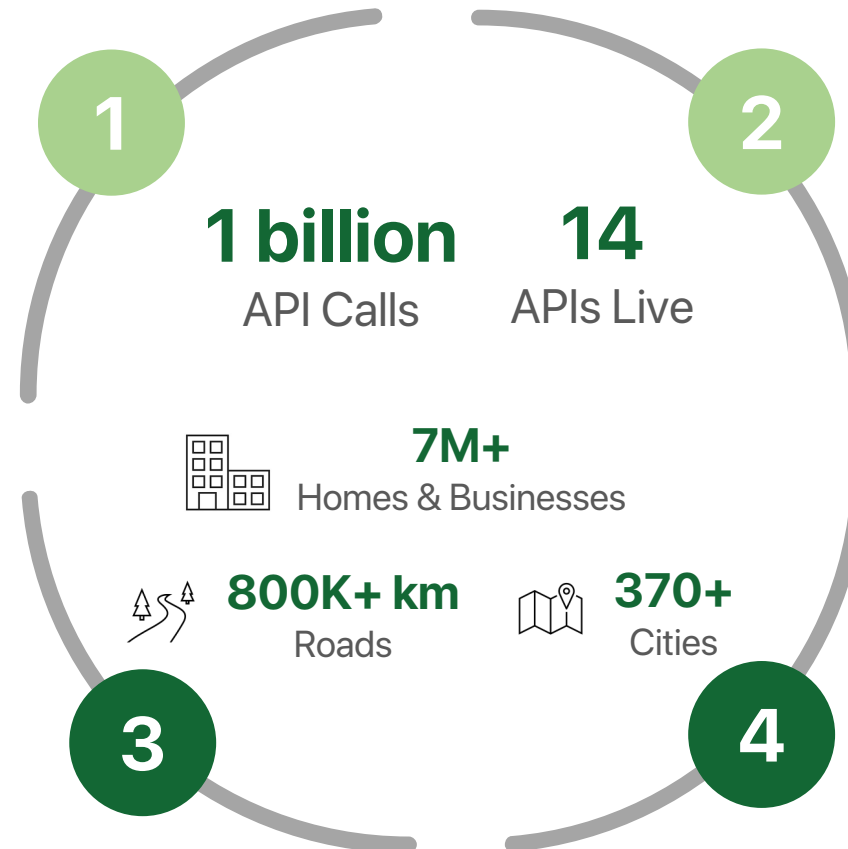 1
2
1 billion
14
API Calls
APIs Live
7M+
Homes & Businesses
800K+ km
370+
Roads
Cities
3
4